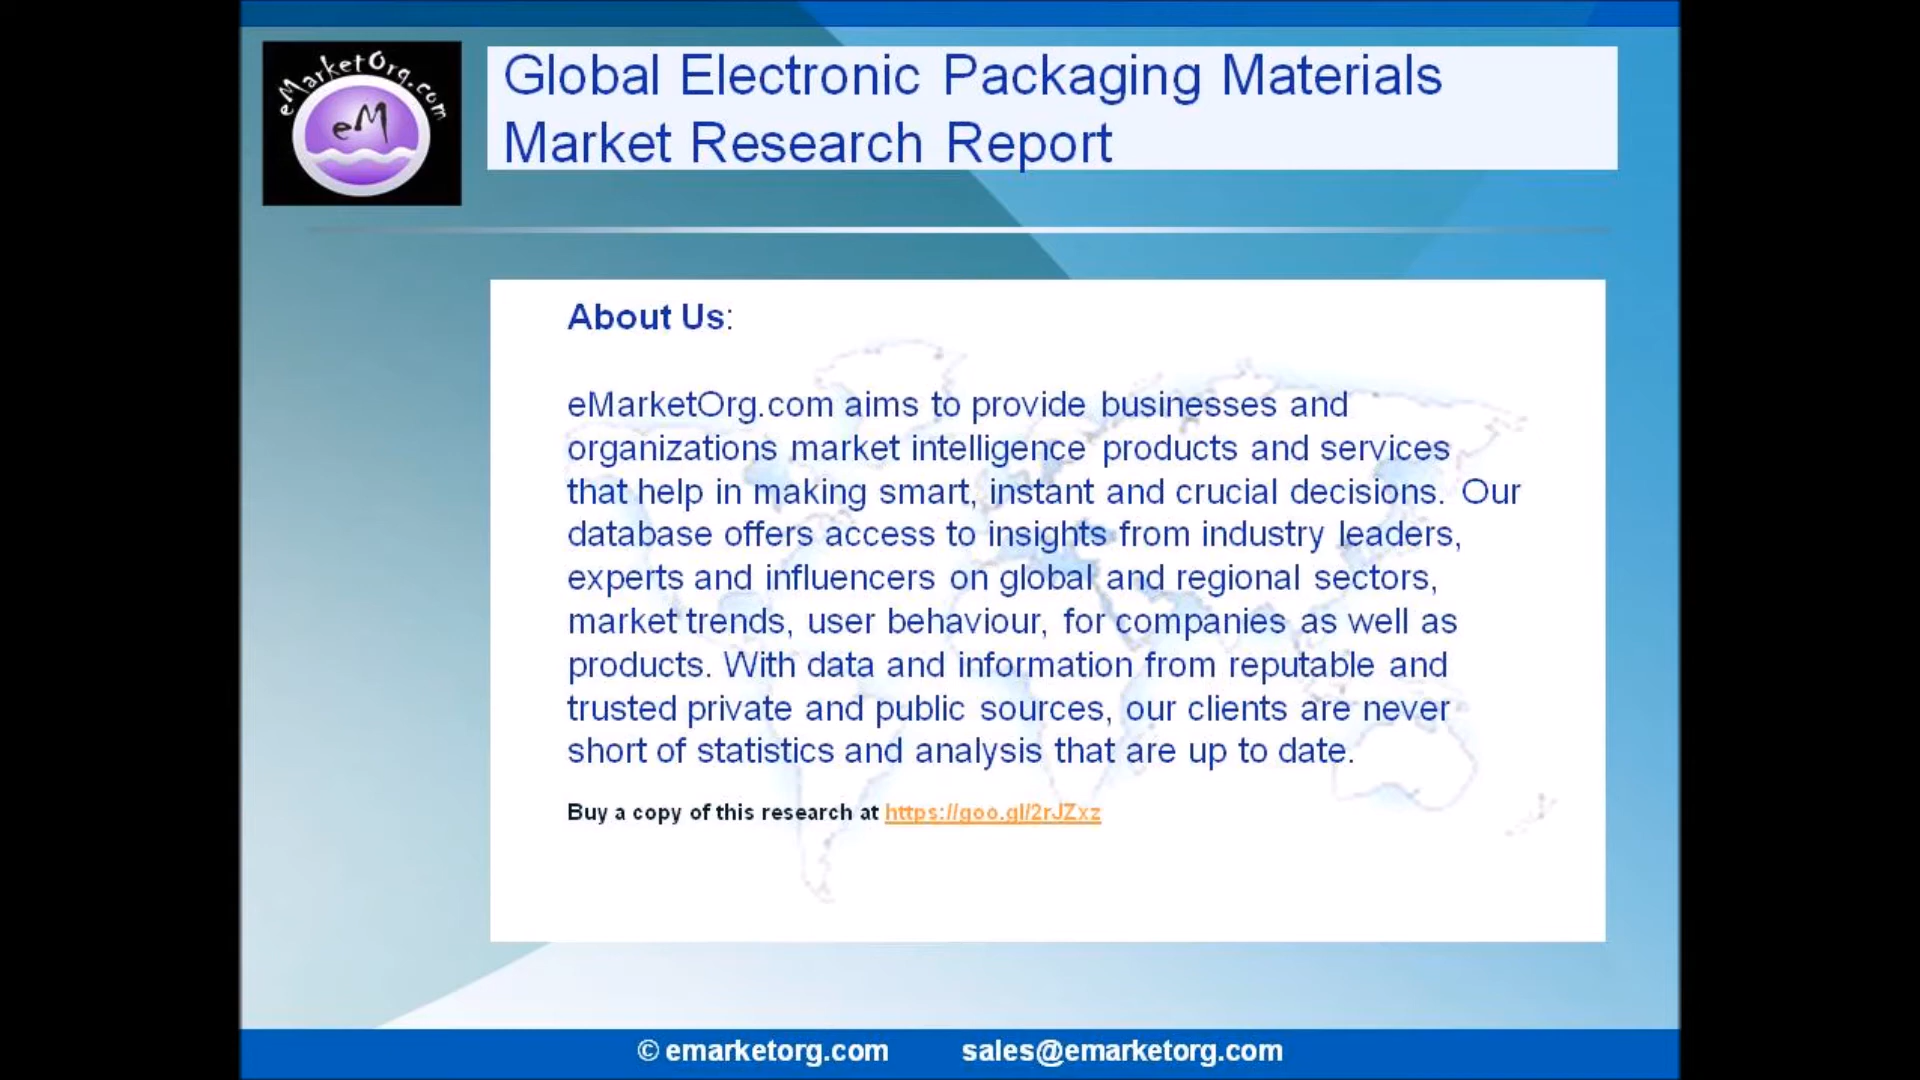 eMarketOrg.com
eM
Global Electronic Packaging Materials
Market Research Report
About Us:
eMarketOrg.com aims to provide businesses and
organizations market intelligence products and services
that help in making smart, instant and crucial decisions. Our
database offers access to insights from industry leaders,
experts and influencers on global and regional sectors,
market trends, user behaviour, for companies as well as
products. With data and information from reputable and
trusted private and public sources, our clients are never
short of statistics and analysis that are up to date.
Buy a copy of this research at https://goo.gl/2rJZxz
© emarketorg.com sales@emarketorg.com